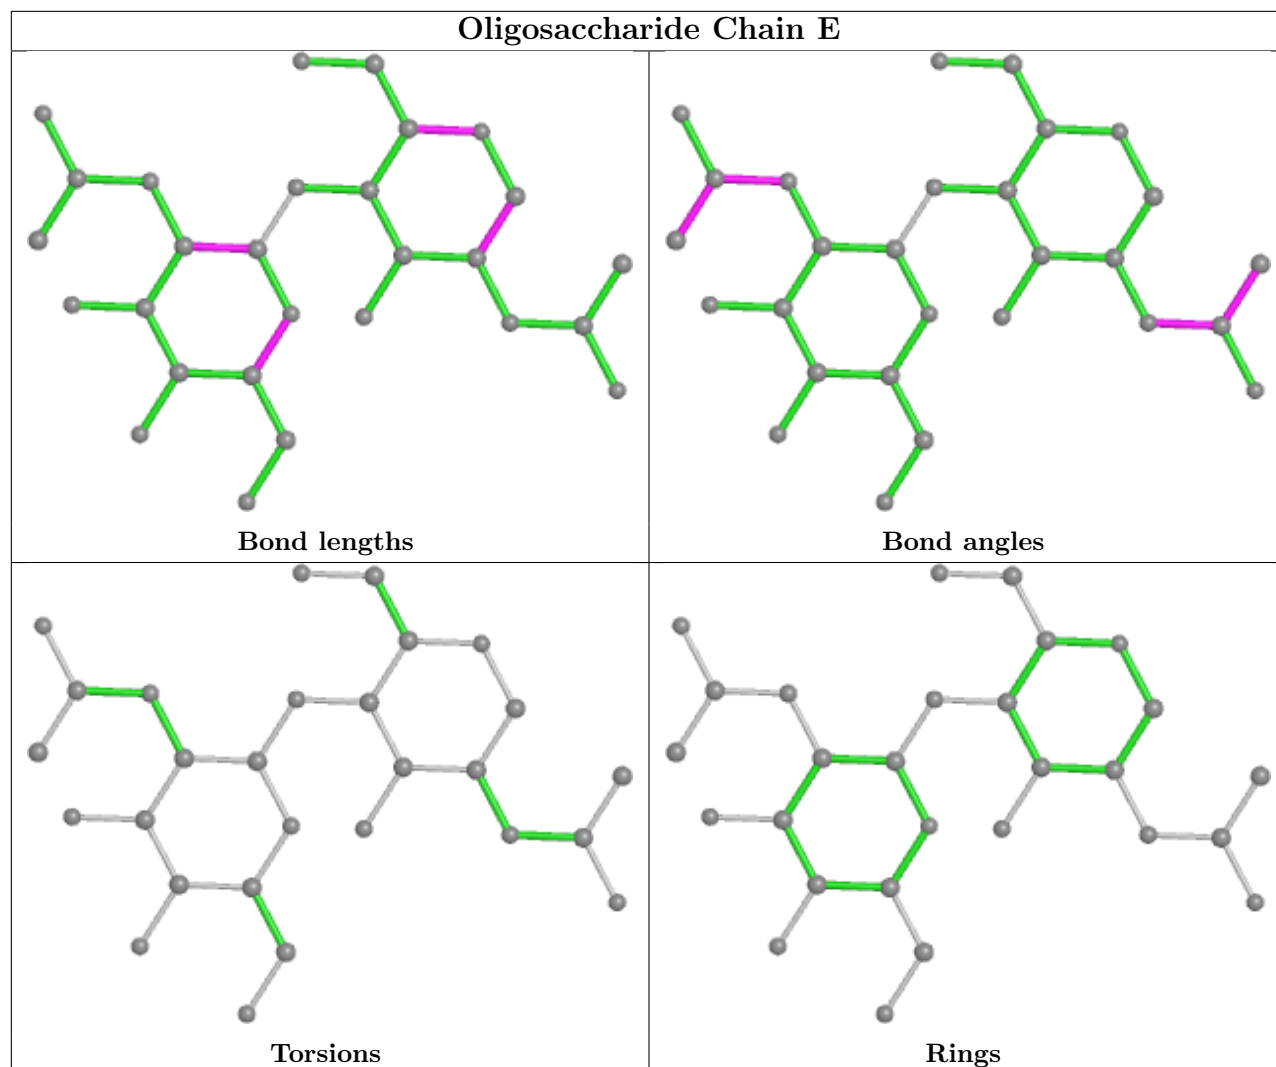 Oligosaccharide Chain E
Bond lengths
Bond angles
Torsions
Rings